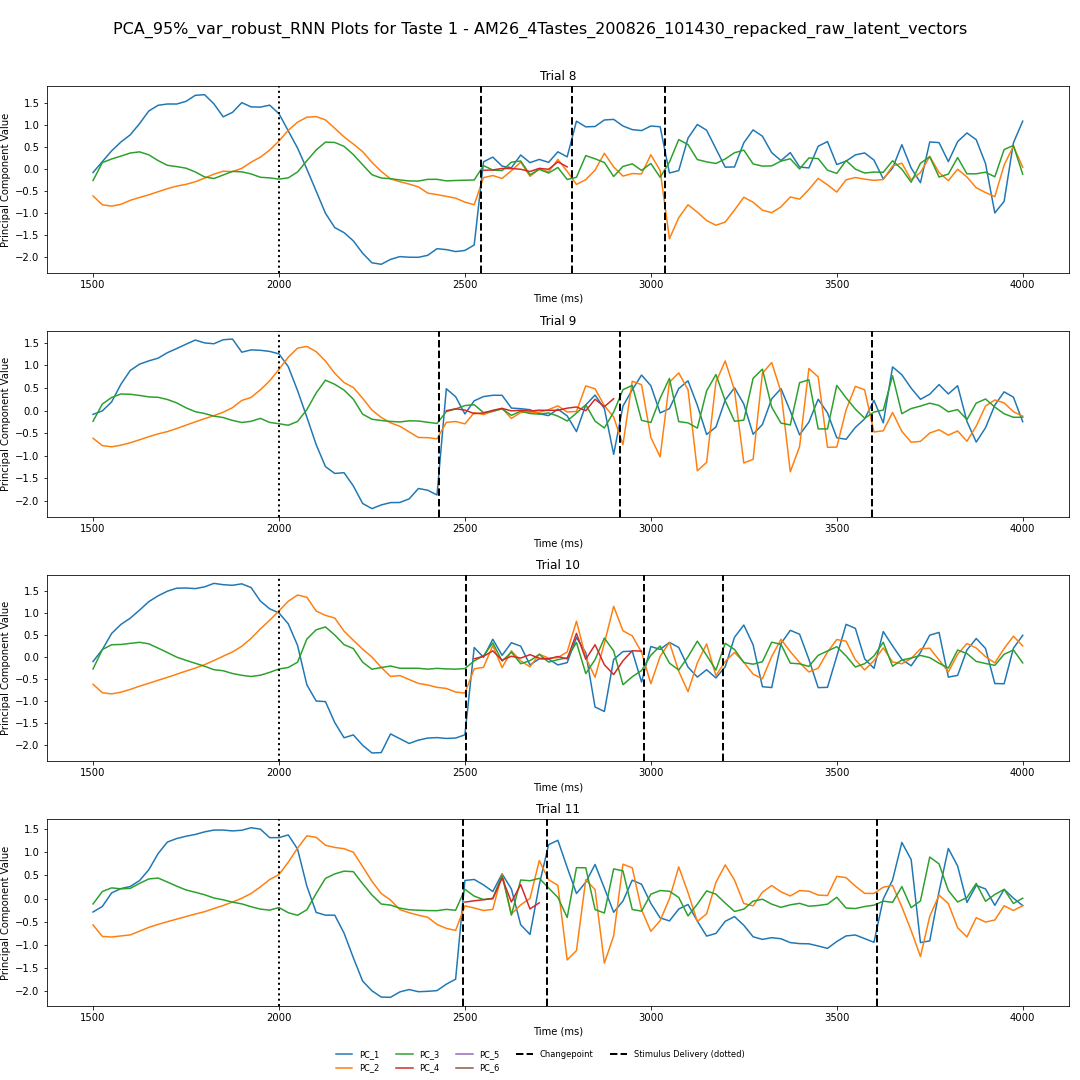 PCA_95%_var_robust_RNN Plots for Taste 1 - AM26_4Tastes_200826_101430_repacked_raw_latent_vectors
Trial 8
Principal Component Value
1.5
1.0
0.5
0.0
−0.5
−1.0
−1.5
−2.0
1500 2000 2500 3000 3500 4000
Time (ms)
Trial 9
Principal Component Value
1.5
1.0
0.5
0.0
−0.5
−1.0
−1.5
−2.0
1500 2000 2500 3000 3500 4000
Time (ms)
Trial 10
Principal Component Value
1.5
1.0
0.5
0.0
−0.5
−1.0
−1.5
−2.0
1500 2000 2500 3000 3500 4000
Time (ms)
Trial 11
Principal Component Value
1.5
1.0
0.5
0.0
−0.5
−1.0
−1.5
−2.0
1500 2000 2500 3000 3500 4000
Time (ms)
PC_1 PC_3 PC_5 Changepoint Stimulus Delivery (dotted)
PC_2 PC_4 PC_6